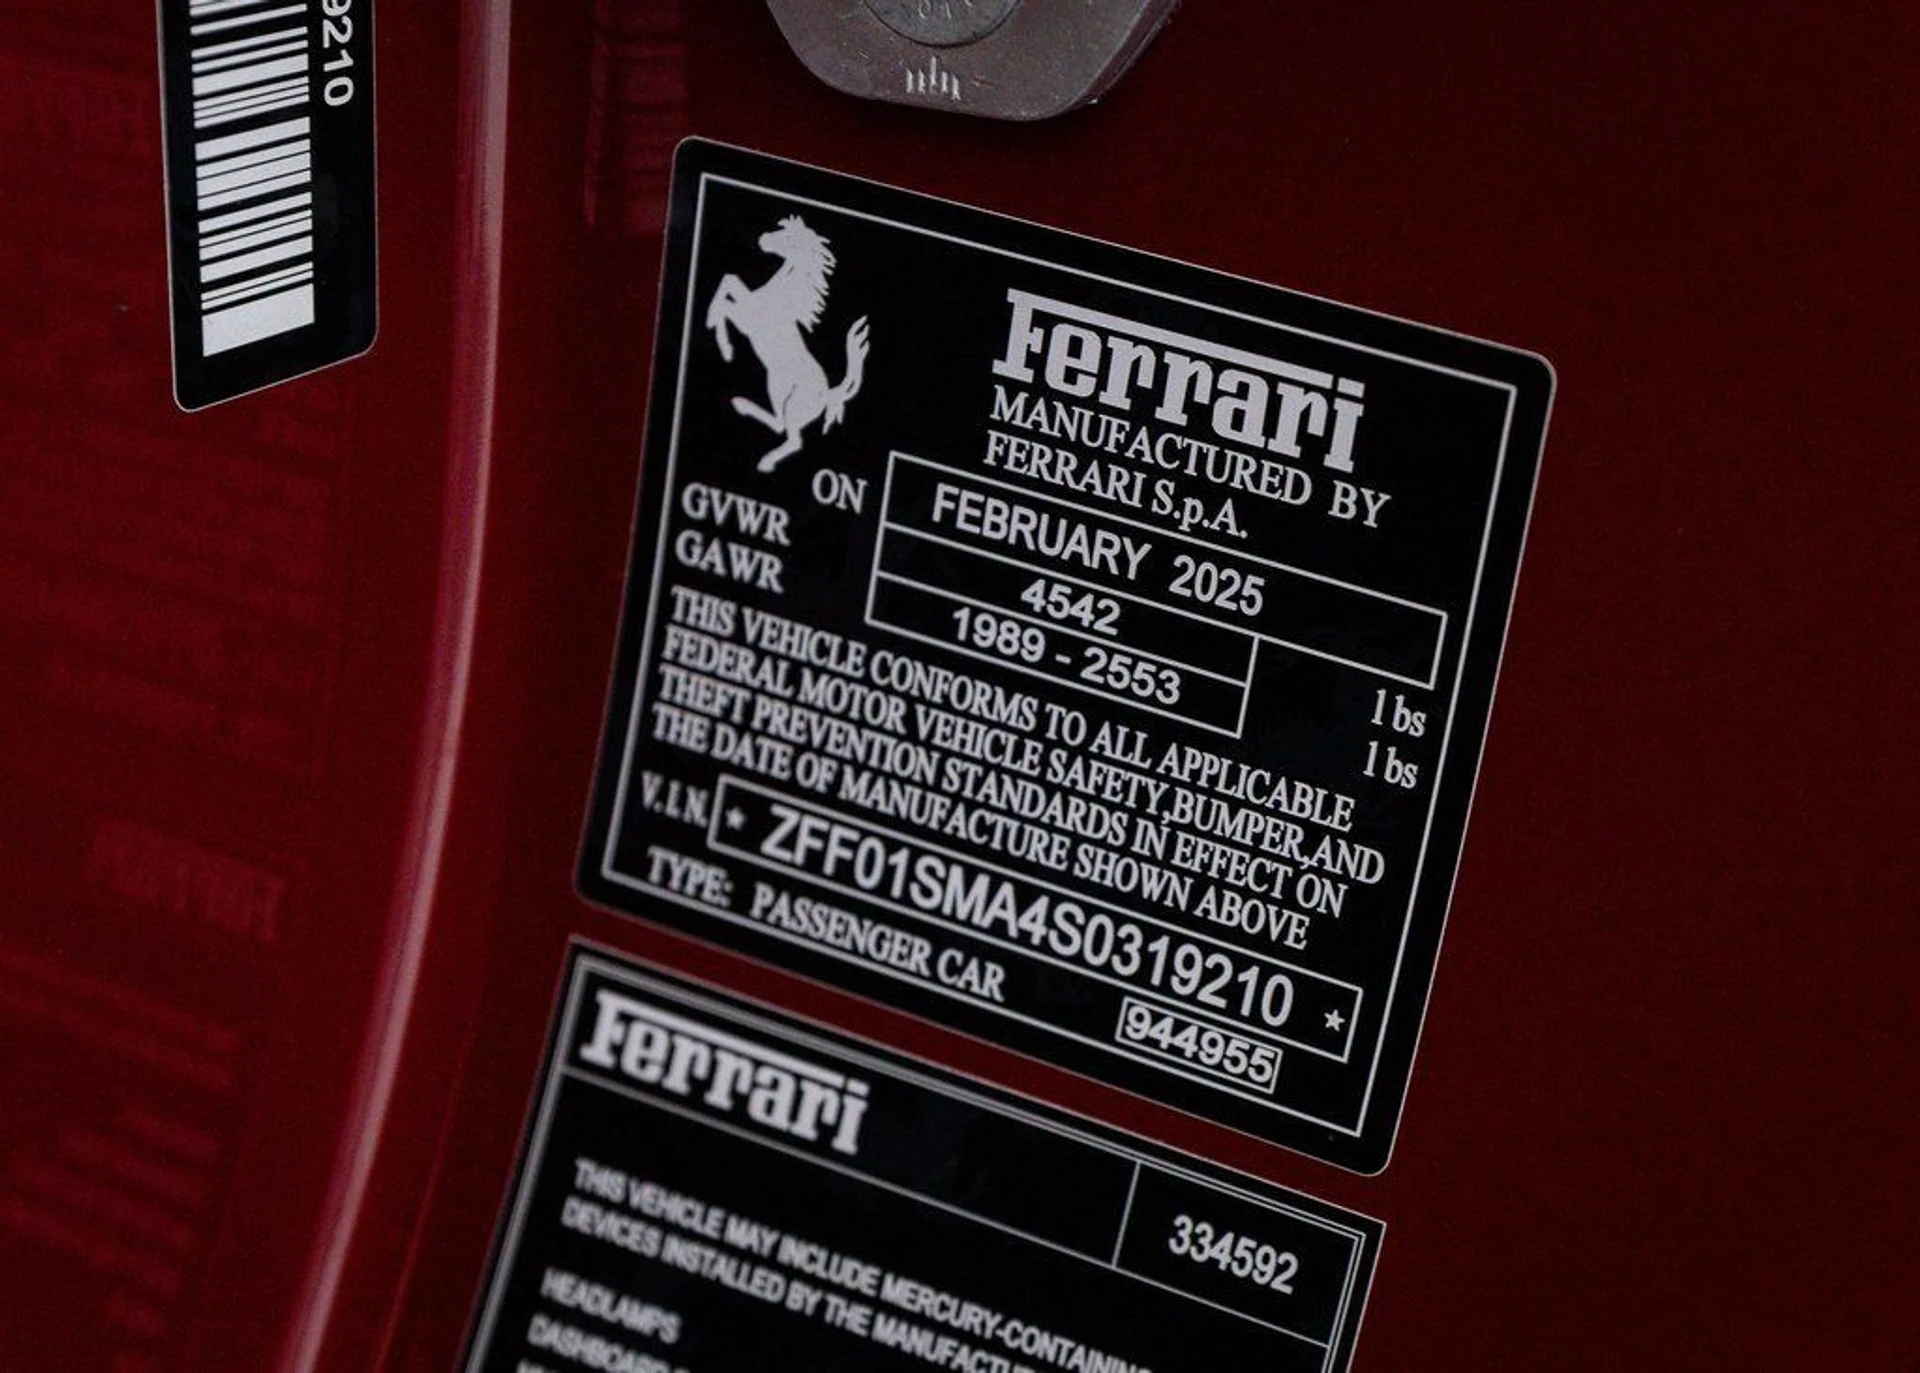 9210
Ferrari
MANUFACTURED BY
FERRARI S.p.A.
ON FEBRUARY 2025
GVWR 4542 lbs
GAWR 1989 - 2553 lbs
THIS VEHICLE CONFORMS TO ALL APPLICABLE
FEDERAL MOTOR VEHICLE SAFETY,BUMPER,AND
THEFT PREVENTION STANDARDS IN EFFECT ON
THE DATE OF MANUFACTURE SHOWN ABOVE
V.I.N. ★ ZFF01SMA4S0319210 ★
TYPE: PASSENGER CAR
944955
Ferrari
334592
THIS VEHICLE MAY INCLUDE MERCURY-CONTAINING
DEVICES INSTALLED BY THE
HEADLAMPS